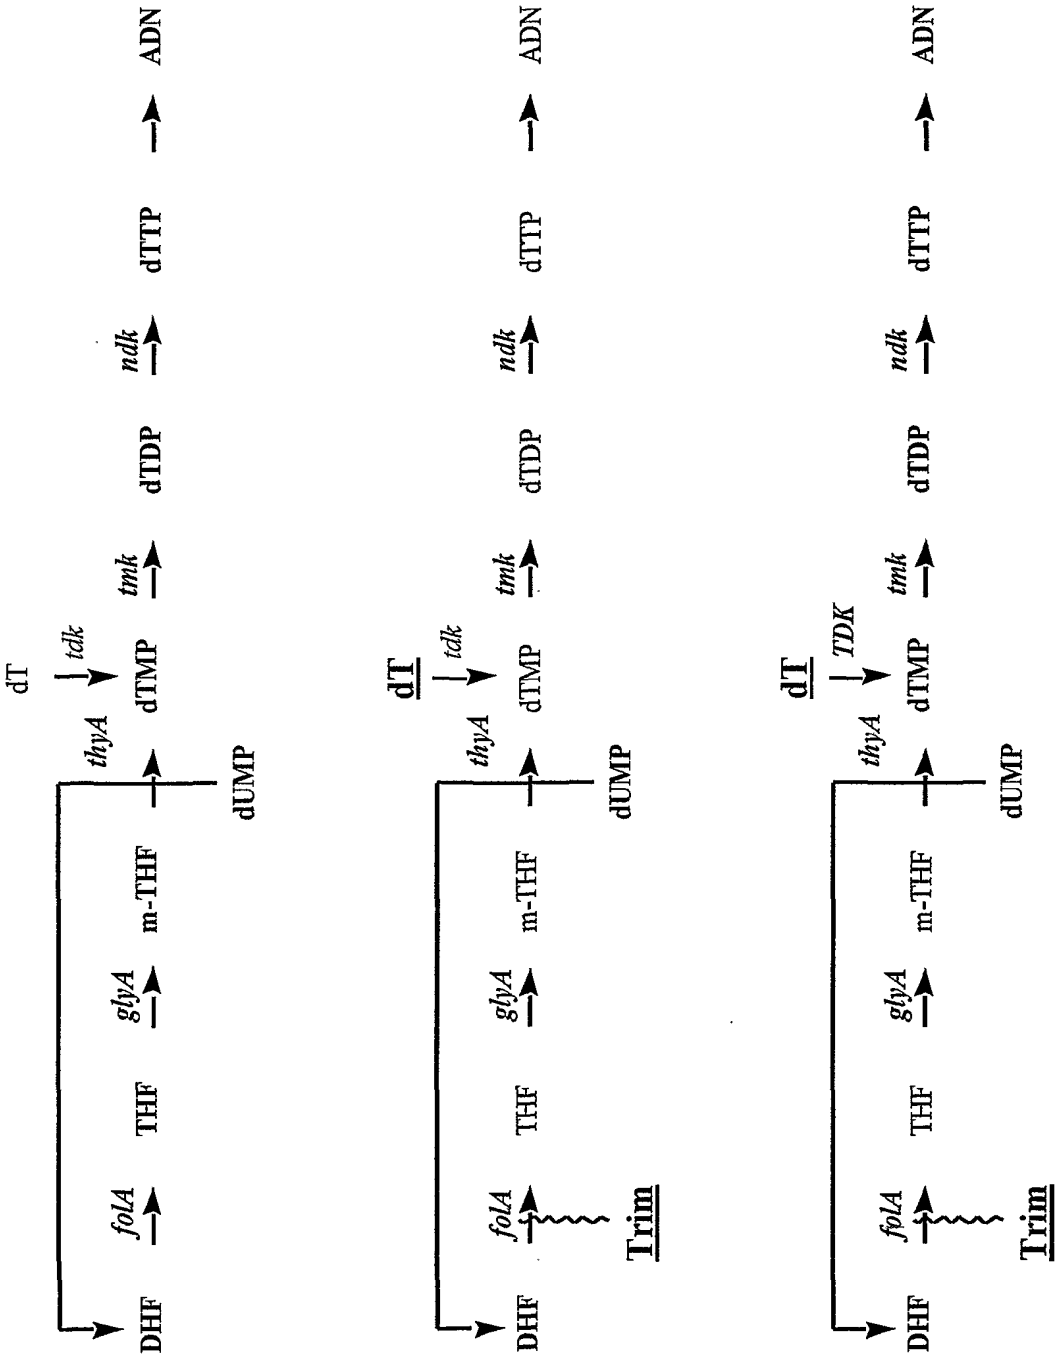 dT
tdk
folA glyA thyA tmk ndk
DHF THF m-THF dTMP dTDP dTTP ADN
dUMP
dT
tdk
folA glyA thyA tmk ndk
DHF THF m-THF dTMP dTDP dTTP ADN
dUMP
Trim
dT
TDK
folA glyA thyA tmk ndk
DHF THF m-THF dTMP dTDP dTTP ADN
dUMP
Trim